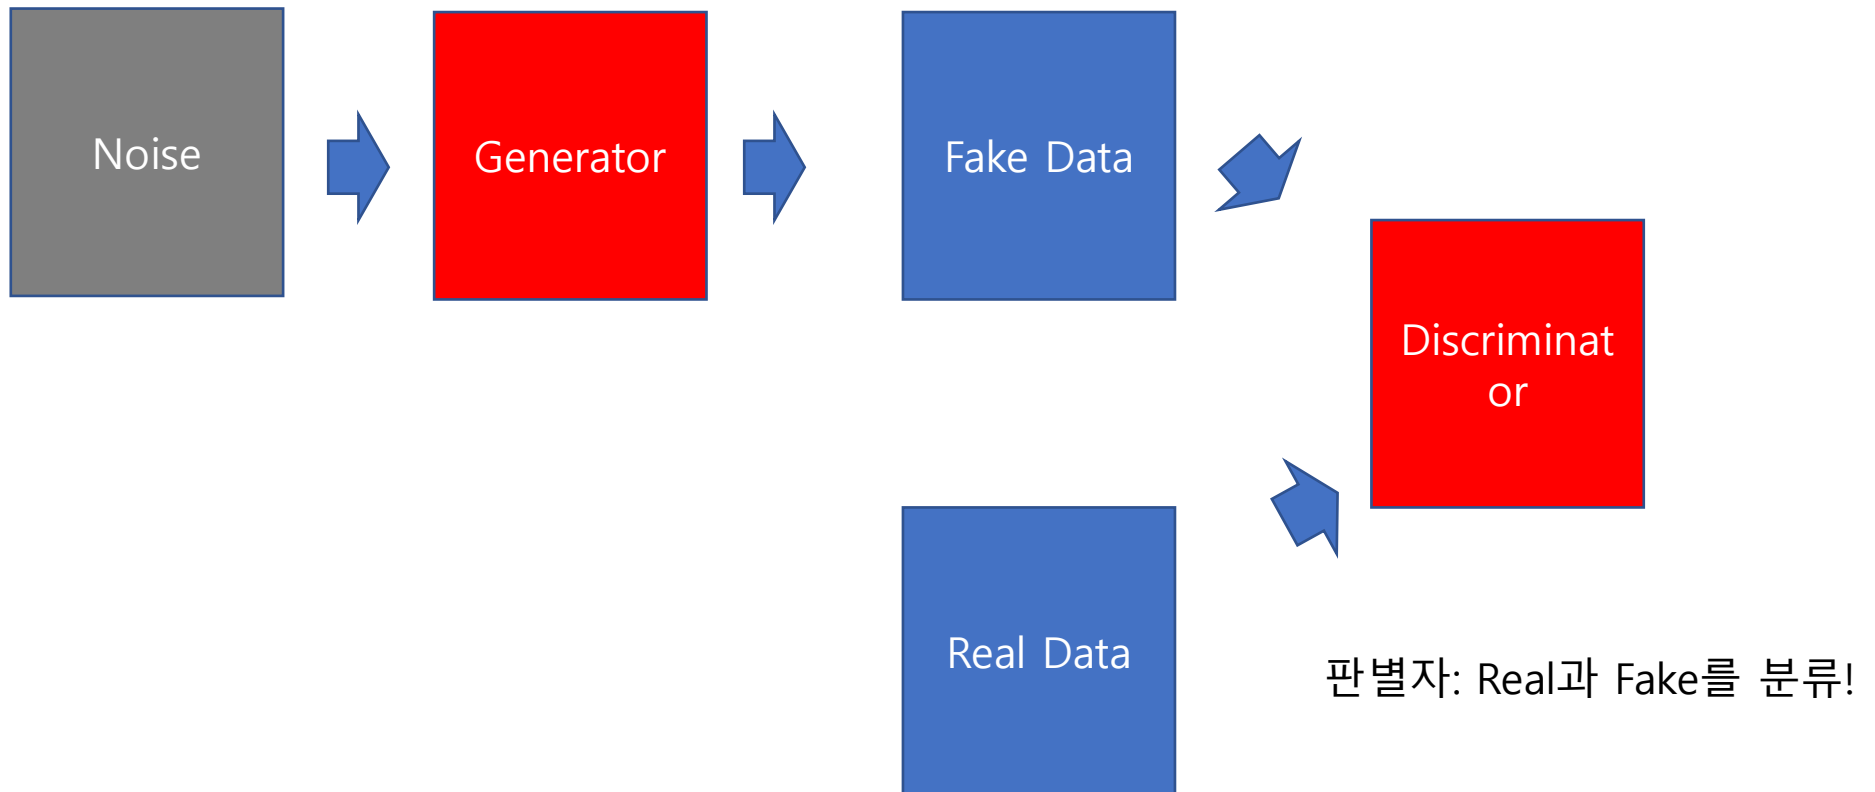 Noise
Generator
Fake Data
Discriminat
or
Real Data
판별자: Real과 Fake를 분류!